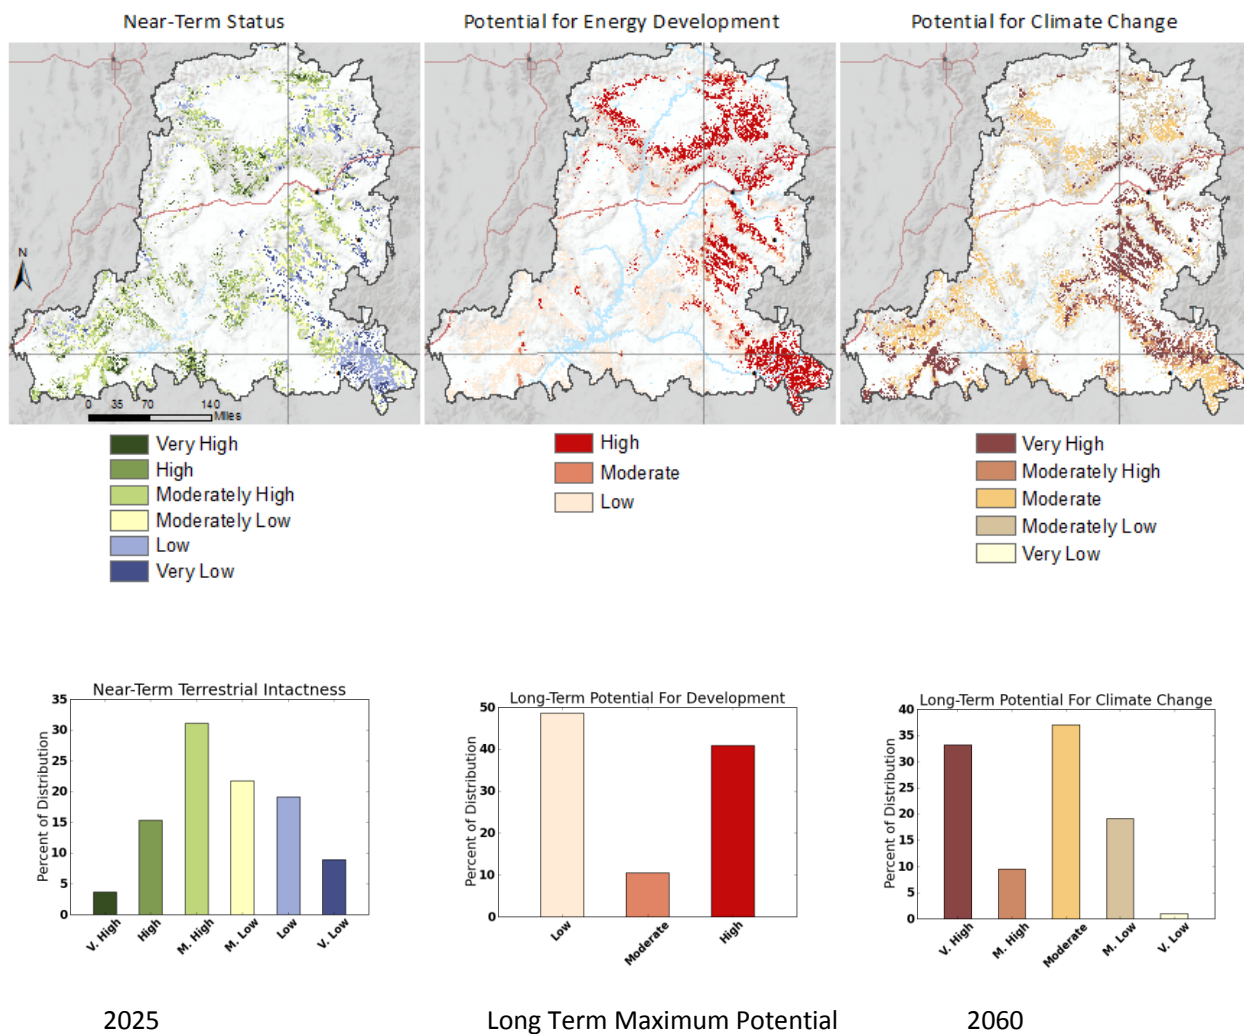 Near-Term Status
Potential for Energy Development
Potential for Climate Change
N
0 35 70 140
Miles
Very High
High
Moderately High
Moderately Low
Low
Very Low
High
Moderate
Low
Very High
Moderately High
Moderate
Moderately Low
Very Low
Near-Term Terrestrial Intactness
Percent of Distribution
35
30
25
20
15
10
5
0
V. High
High
M. High
M. Low
Low
V. Low
Long-Term Potential For Development
Percent of Distribution
50
40
30
20
10
0
Low
Moderate
High
Long-Term Potential For Climate Change
Percent of Distribution
40
35
30
25
20
15
10
5
0
V. High
M. High
Moderate
M. Low
V. Low
2025
Long Term Maximum Potential
2060